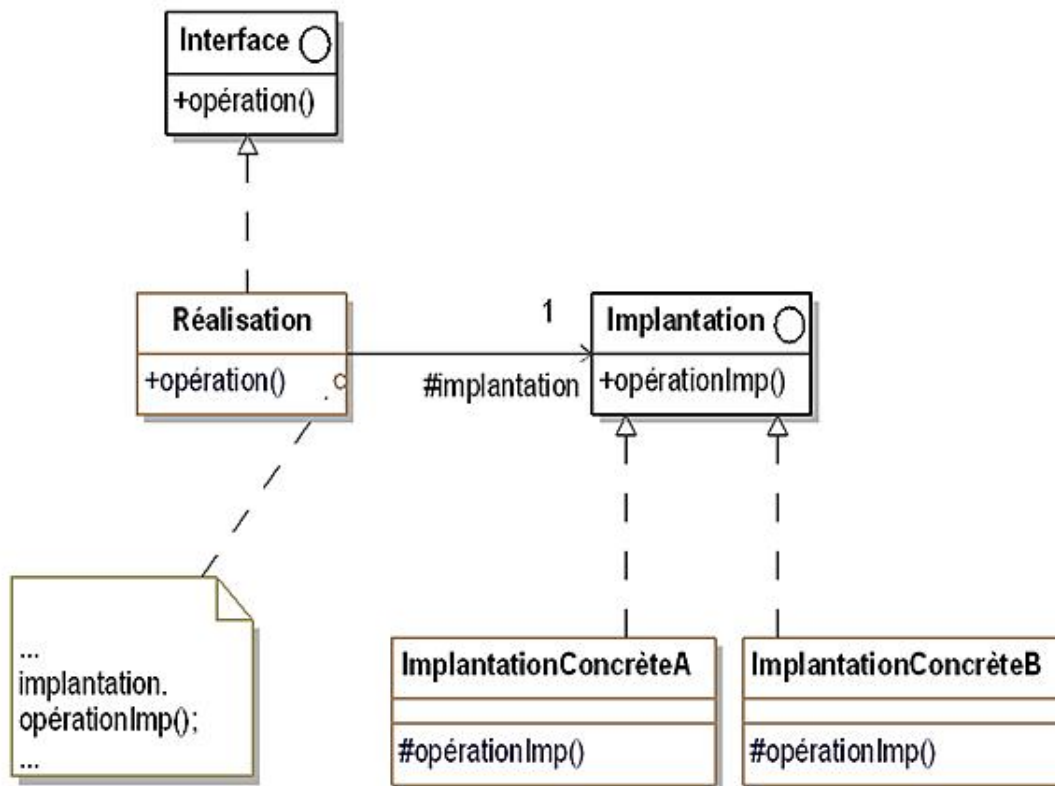 Interface
+opération()
Réalisation
+opération()
1
#implantation
Implantation
+opérationImp()
...
implantation.
opérationImp();
...
ImplantationConcrèteA
#opérationImp()
ImplantationConcrèteB
#opérationImp()